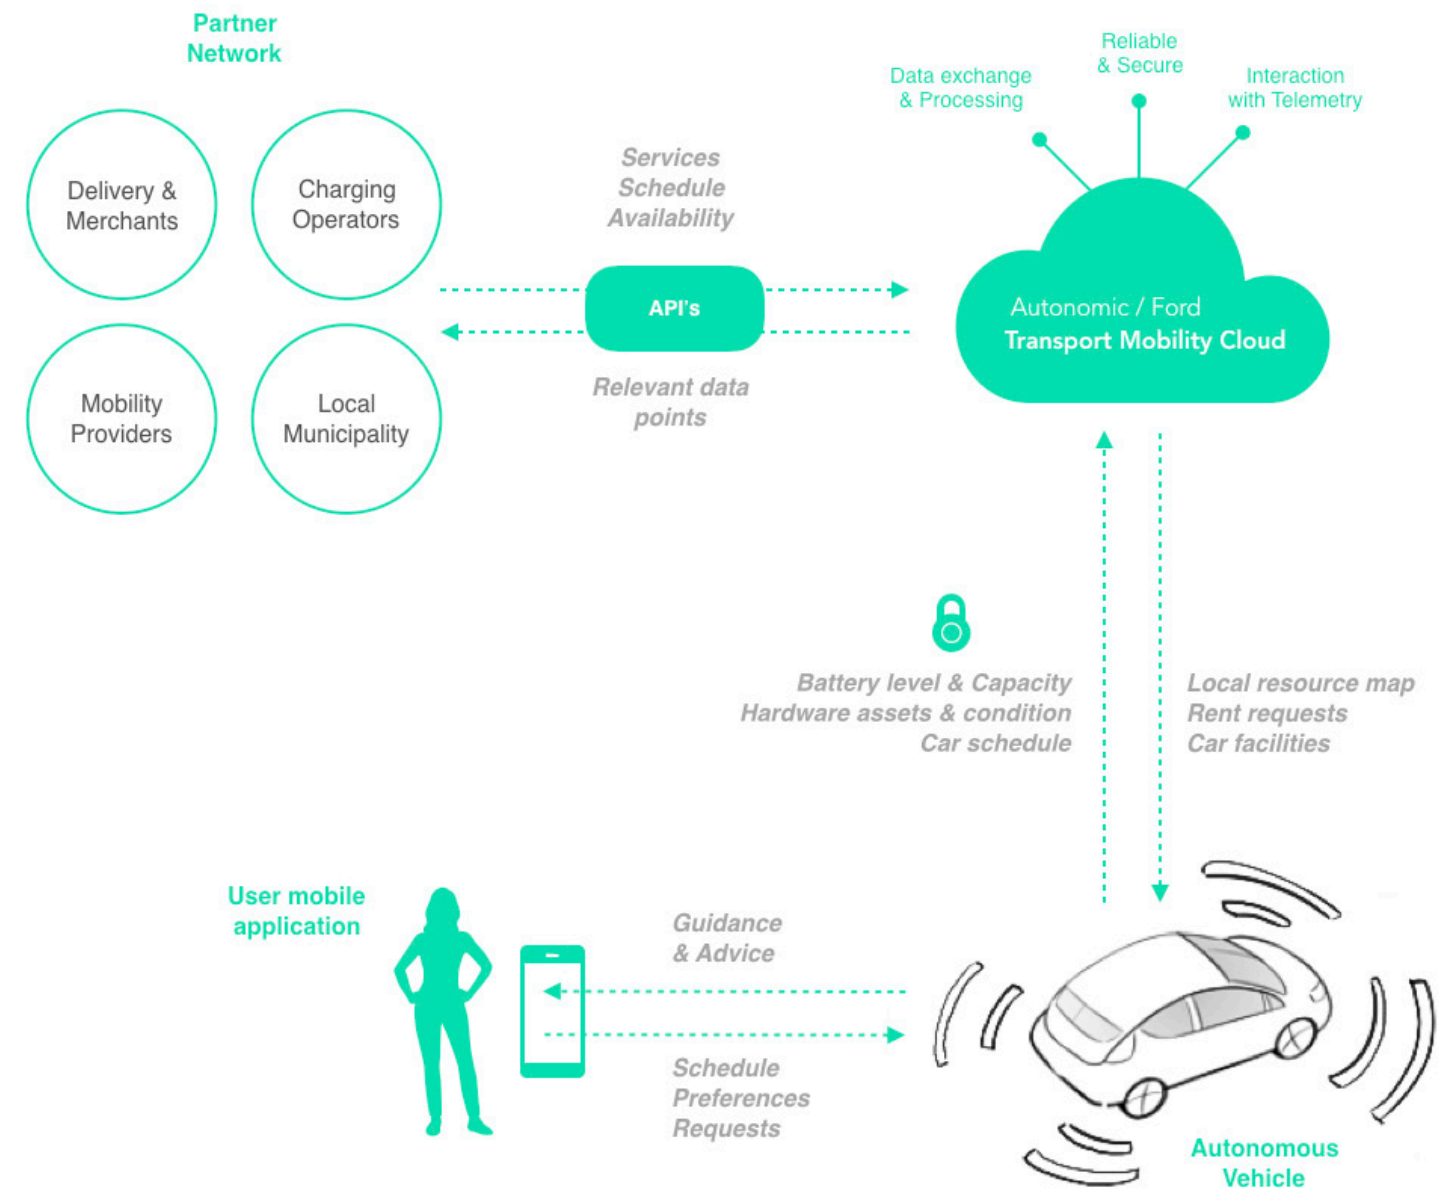 Partner
Network
Reliable
& Secure
Data exchange
& Processing
Interaction
with Telemetry
Delivery &
Merchants
Charging
Operators
Services
Schedule
Availability
API's
Autonomic / Ford
Transport Mobility Cloud
Relevant data
points
Mobility
Providers
Local
Municipality
Battery level & Capacity
Hardware assets & condition
Car schedule
Local resource map
Rent requests
Car facilities
User mobile
application
Guidance
& Advice
Schedule
Preferences
Requests
Autonomous
Vehicle